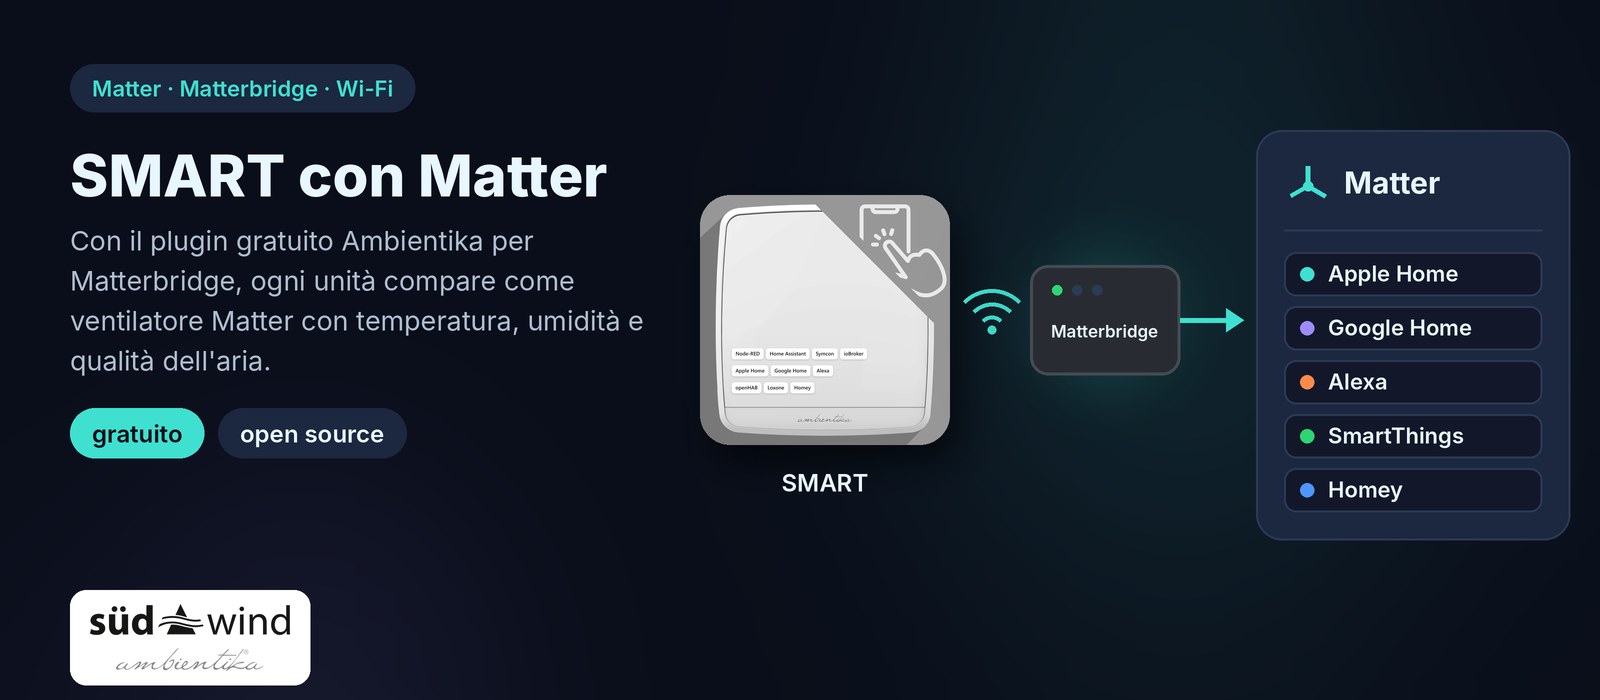 Matter · Matterbridge · Wi-Fi
SMART con Matter
Con il plugin gratuito Ambientika per
Matterbridge, ogni unità compare come
ventilatore Matter con temperatura, umidità e
qualità dell'aria.
gratuito
open source
Node-RED
Home Assistant
Symcon
ioBroker
Apple Home
Google Home
Alexa
openHAB
Loxone
Homey
ambientika
SMART
Matterbridge
Matter
Apple Home
Google Home
Alexa
SmartThings
Homey
süd wind
ambientika®